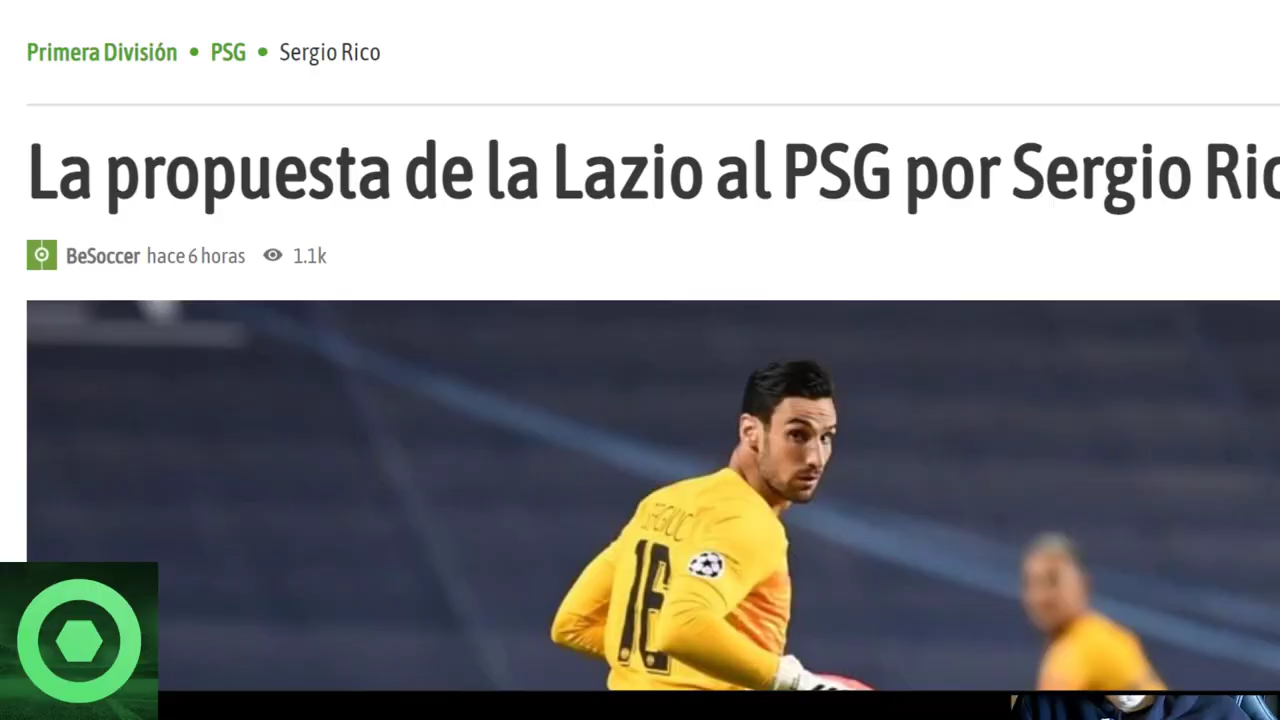 Primera División • PSG • Sergio Rico
La propuesta de la Lazio al PSG por Sergio Ric
BeSoccer hace 6 horas 1.1k
16